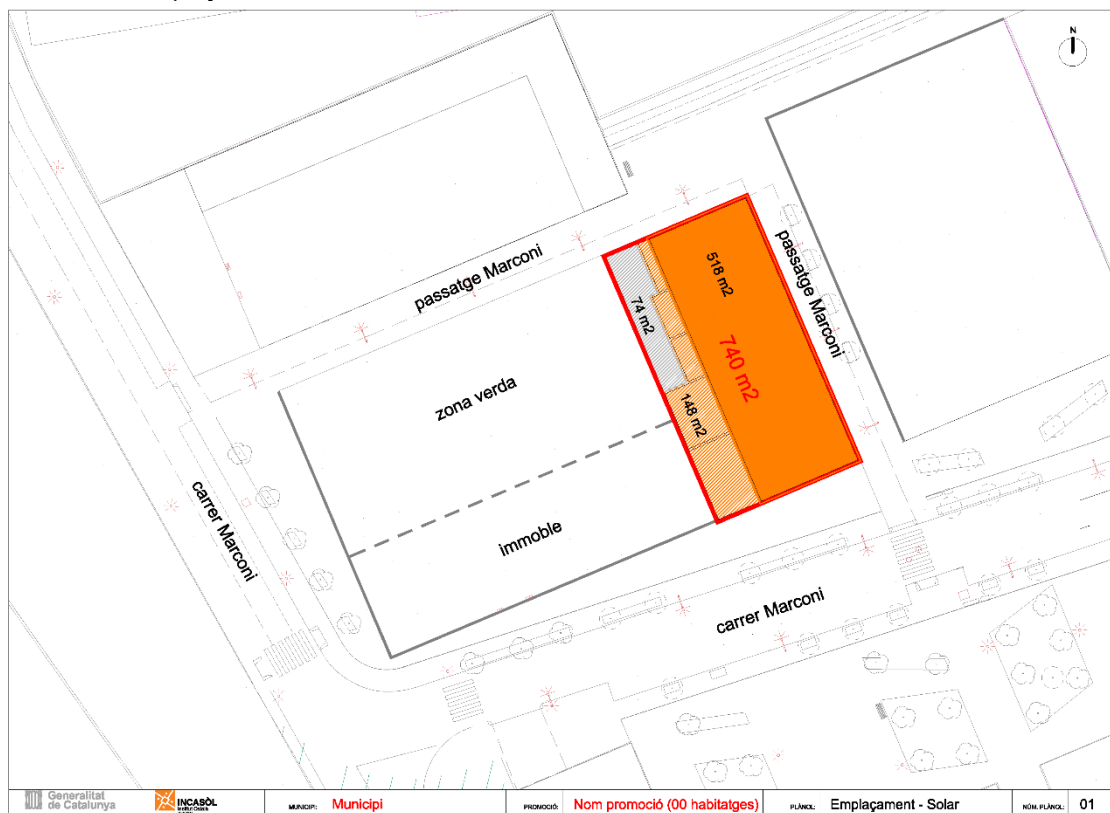 N
passatge Marconi
passatge Marconi
518 m2
74 m2
740 m2
148 m2
zona verda
immoble
carrer Marconi
carrer Marconi
Generalitat
de Catalunya
INCASÒL
MUNICIPI: Municipi
PROMOCIÓ: Nom promoció (00 habitatges)
PLÀNOL: Emplaçament - Solar
NÚM. PLÀNOL: 01